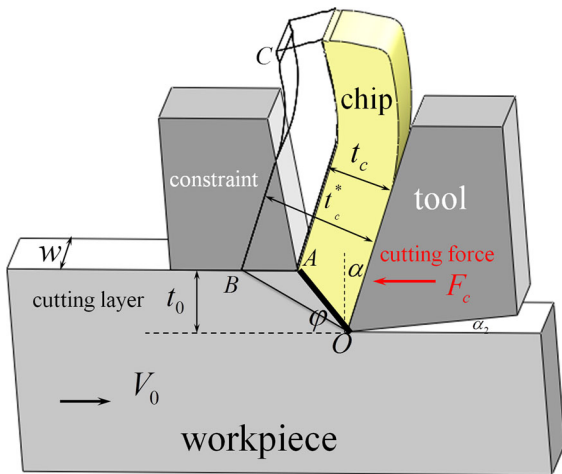 C
chip
t_c
constraint
t_c^*
tool
w
A
α
cutting force
B
F_c
cutting layer
t_0
φ
α_2
O
V_0
workpiece